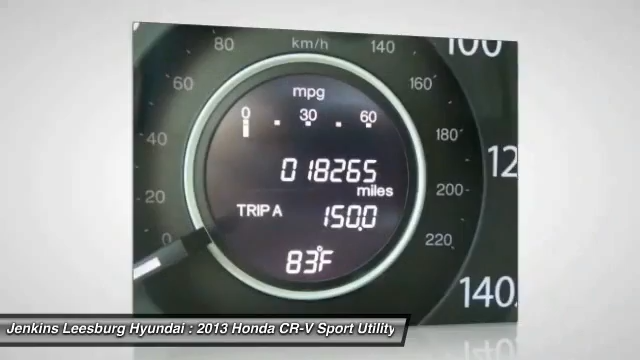 80 km/h 140 100
60 mpg 160
0 30 60
40 018265 180 12
miles
20 TRIP A 150.0 200
0 83°F 220
140
Jenkins Leesburg Hyundai : 2013 Honda CR-V Sport Utility